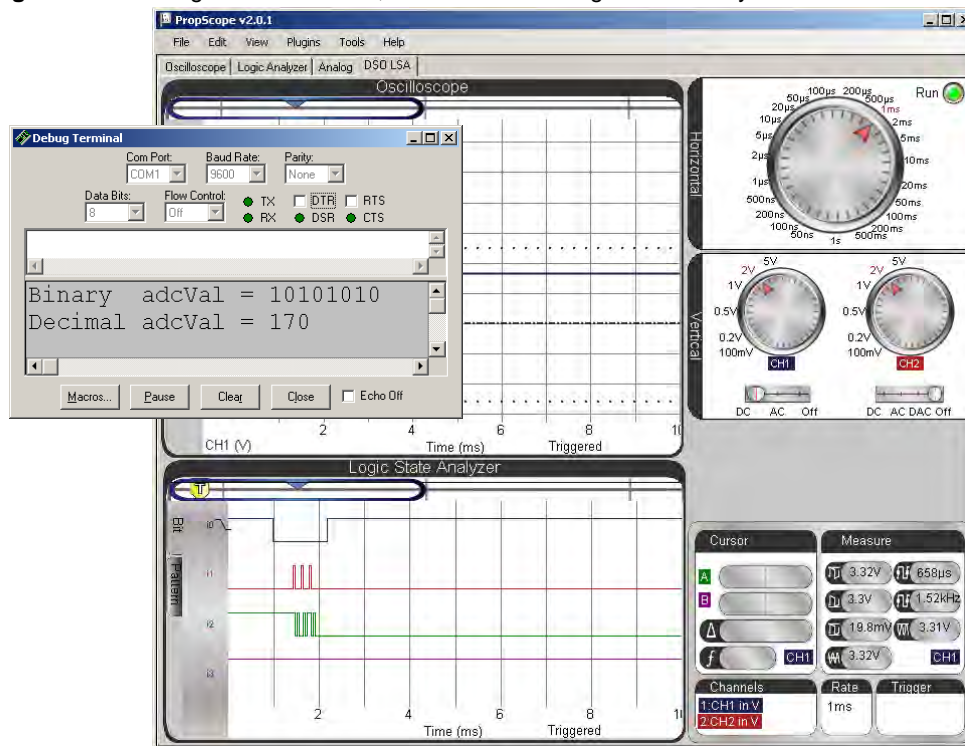 PropScope v2.0.1
File Edit View Plugins Tools Help
Oscilloscope Logic Analyzer Analog DSO LSA
Oscilloscope
Debug Terminal
Com Port: Baud Rate: Parity:
COM1 9600 None
Data Bits: Flow Control: TX DTR RTS
8 Off RX DSR CTS
Binary adcVal = 10101010
Decimal adcVal = 170
Macros... Pause Clear Close Echo Off
2 4 6 8 10
CH1 (V) Time (ms) Triggered
Horizontal
Run
50ns 100ns 200ns 500ns 1µs 2µs 5µs 10µs 20µs 50µs 100µs 200µs 500µs 1ms 2ms 5ms 10ms 20ms 50ms 100ms 200ms 500ms 1s
Vertical
100mV 0.2V 0.5V 1V 2V 5V
CH1
DC AC Off
100mV 0.2V 0.5V 1V 2V 5V
CH2
DC AC DAC Off
Logic State Analyzer
T
Bit
Pattern
i0
i1
i2
i3
2 4 6 8
Time (ms) Triggered
Cursor
A
B
Δ
f CH1
Measure
3.32V 658µs
3.3V 1.52kHz
19.8mV 3.31V
3.32V CH1
Channels
1:CH1 in V
2:CH2 in V
Rate
1ms
Trigger